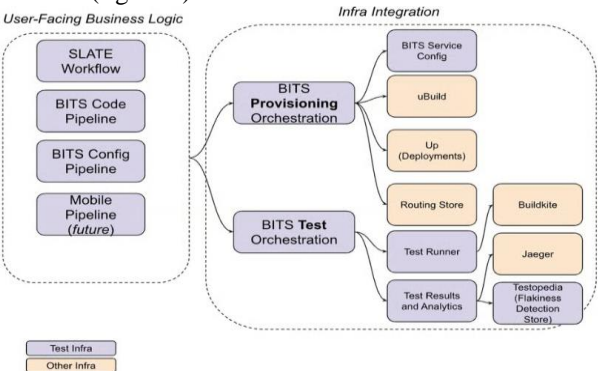 User-Facing Business Logic
Infra Integration
SLATE
Workflow
BITS Code
Pipeline
BITS Config
Pipeline
Mobile
Pipeline
(future)
BITS
Provisioning
Orchestration
BITS Test
Orchestration
BITS Service
Config
uBuild
Up
(Deployments)
Routing Store
Test Runner
Test Results
and Analytics
Buildkite
Jaeger
Testopedia
(Flakiness
Detection
Store)
Test Infra
Other Infra